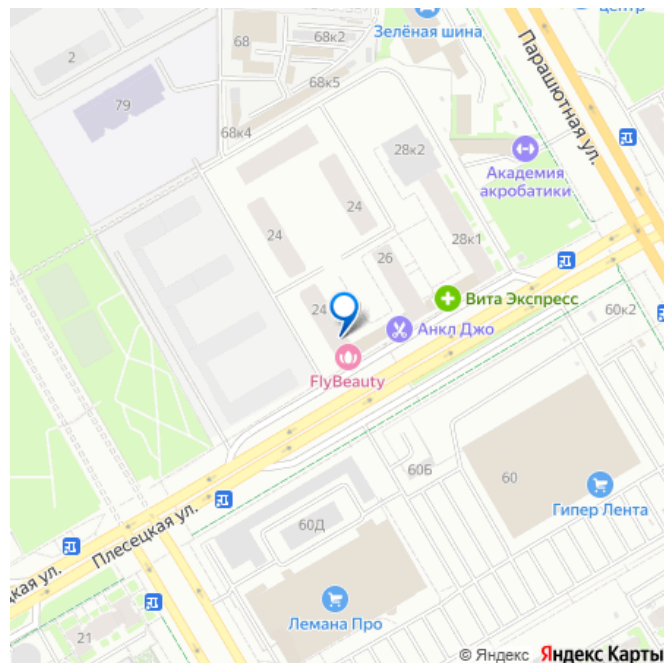 центр
Зелёная шина
68к2
68
2
68к5
Парашютная ул.
79
68к4
28к2
Академия
акробатики
24
24
28к1
26
24
Вита Экспресс
60к2
Анкл Джо
FlyBeauty
60Б
60
Гипер Лента
Плесецкая ул.
60Д
цкая ул.
21
Лемана Про
© Яндекс Яндекс Карты